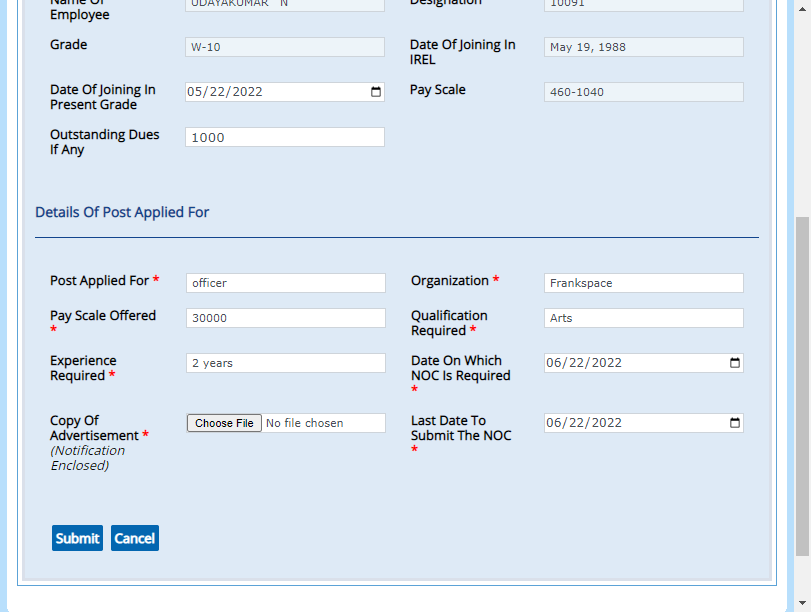 Name Of
Employee
UDAYAKUMAR N
Designation
10091
Grade
W-10
Date Of Joining In
IREL
May 19, 1988
Date Of Joining In
Present Grade
05/22/2022
Pay Scale
460-1040
Outstanding Dues
If Any
1000
Details Of Post Applied For
Post Applied For *
officer
Organization *
Frankspace
Pay Scale Offered
*
30000
Qualification
Required *
Arts
Experience
Required *
2 years
Date On Which
NOC Is Required
*
06/22/2022
Copy Of
Advertisement *
(Notification
Enclosed)
Choose File No file chosen
Last Date To
Submit The NOC
*
06/22/2022
Submit Cancel